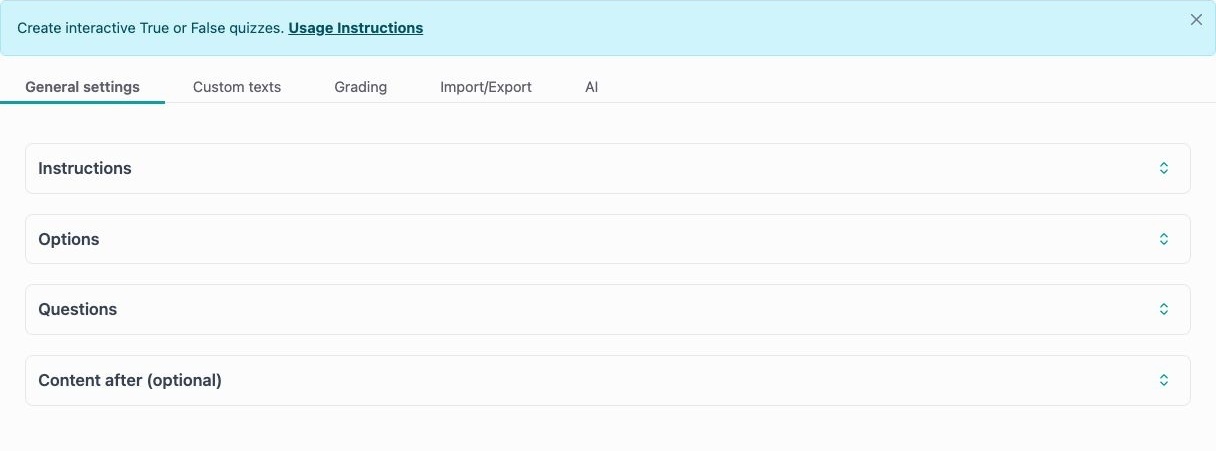 Create interactive True or False quizzes. Usage Instructions
General settings Custom texts Grading Import/Export AI
Instructions
Options
Questions
Content after (optional)